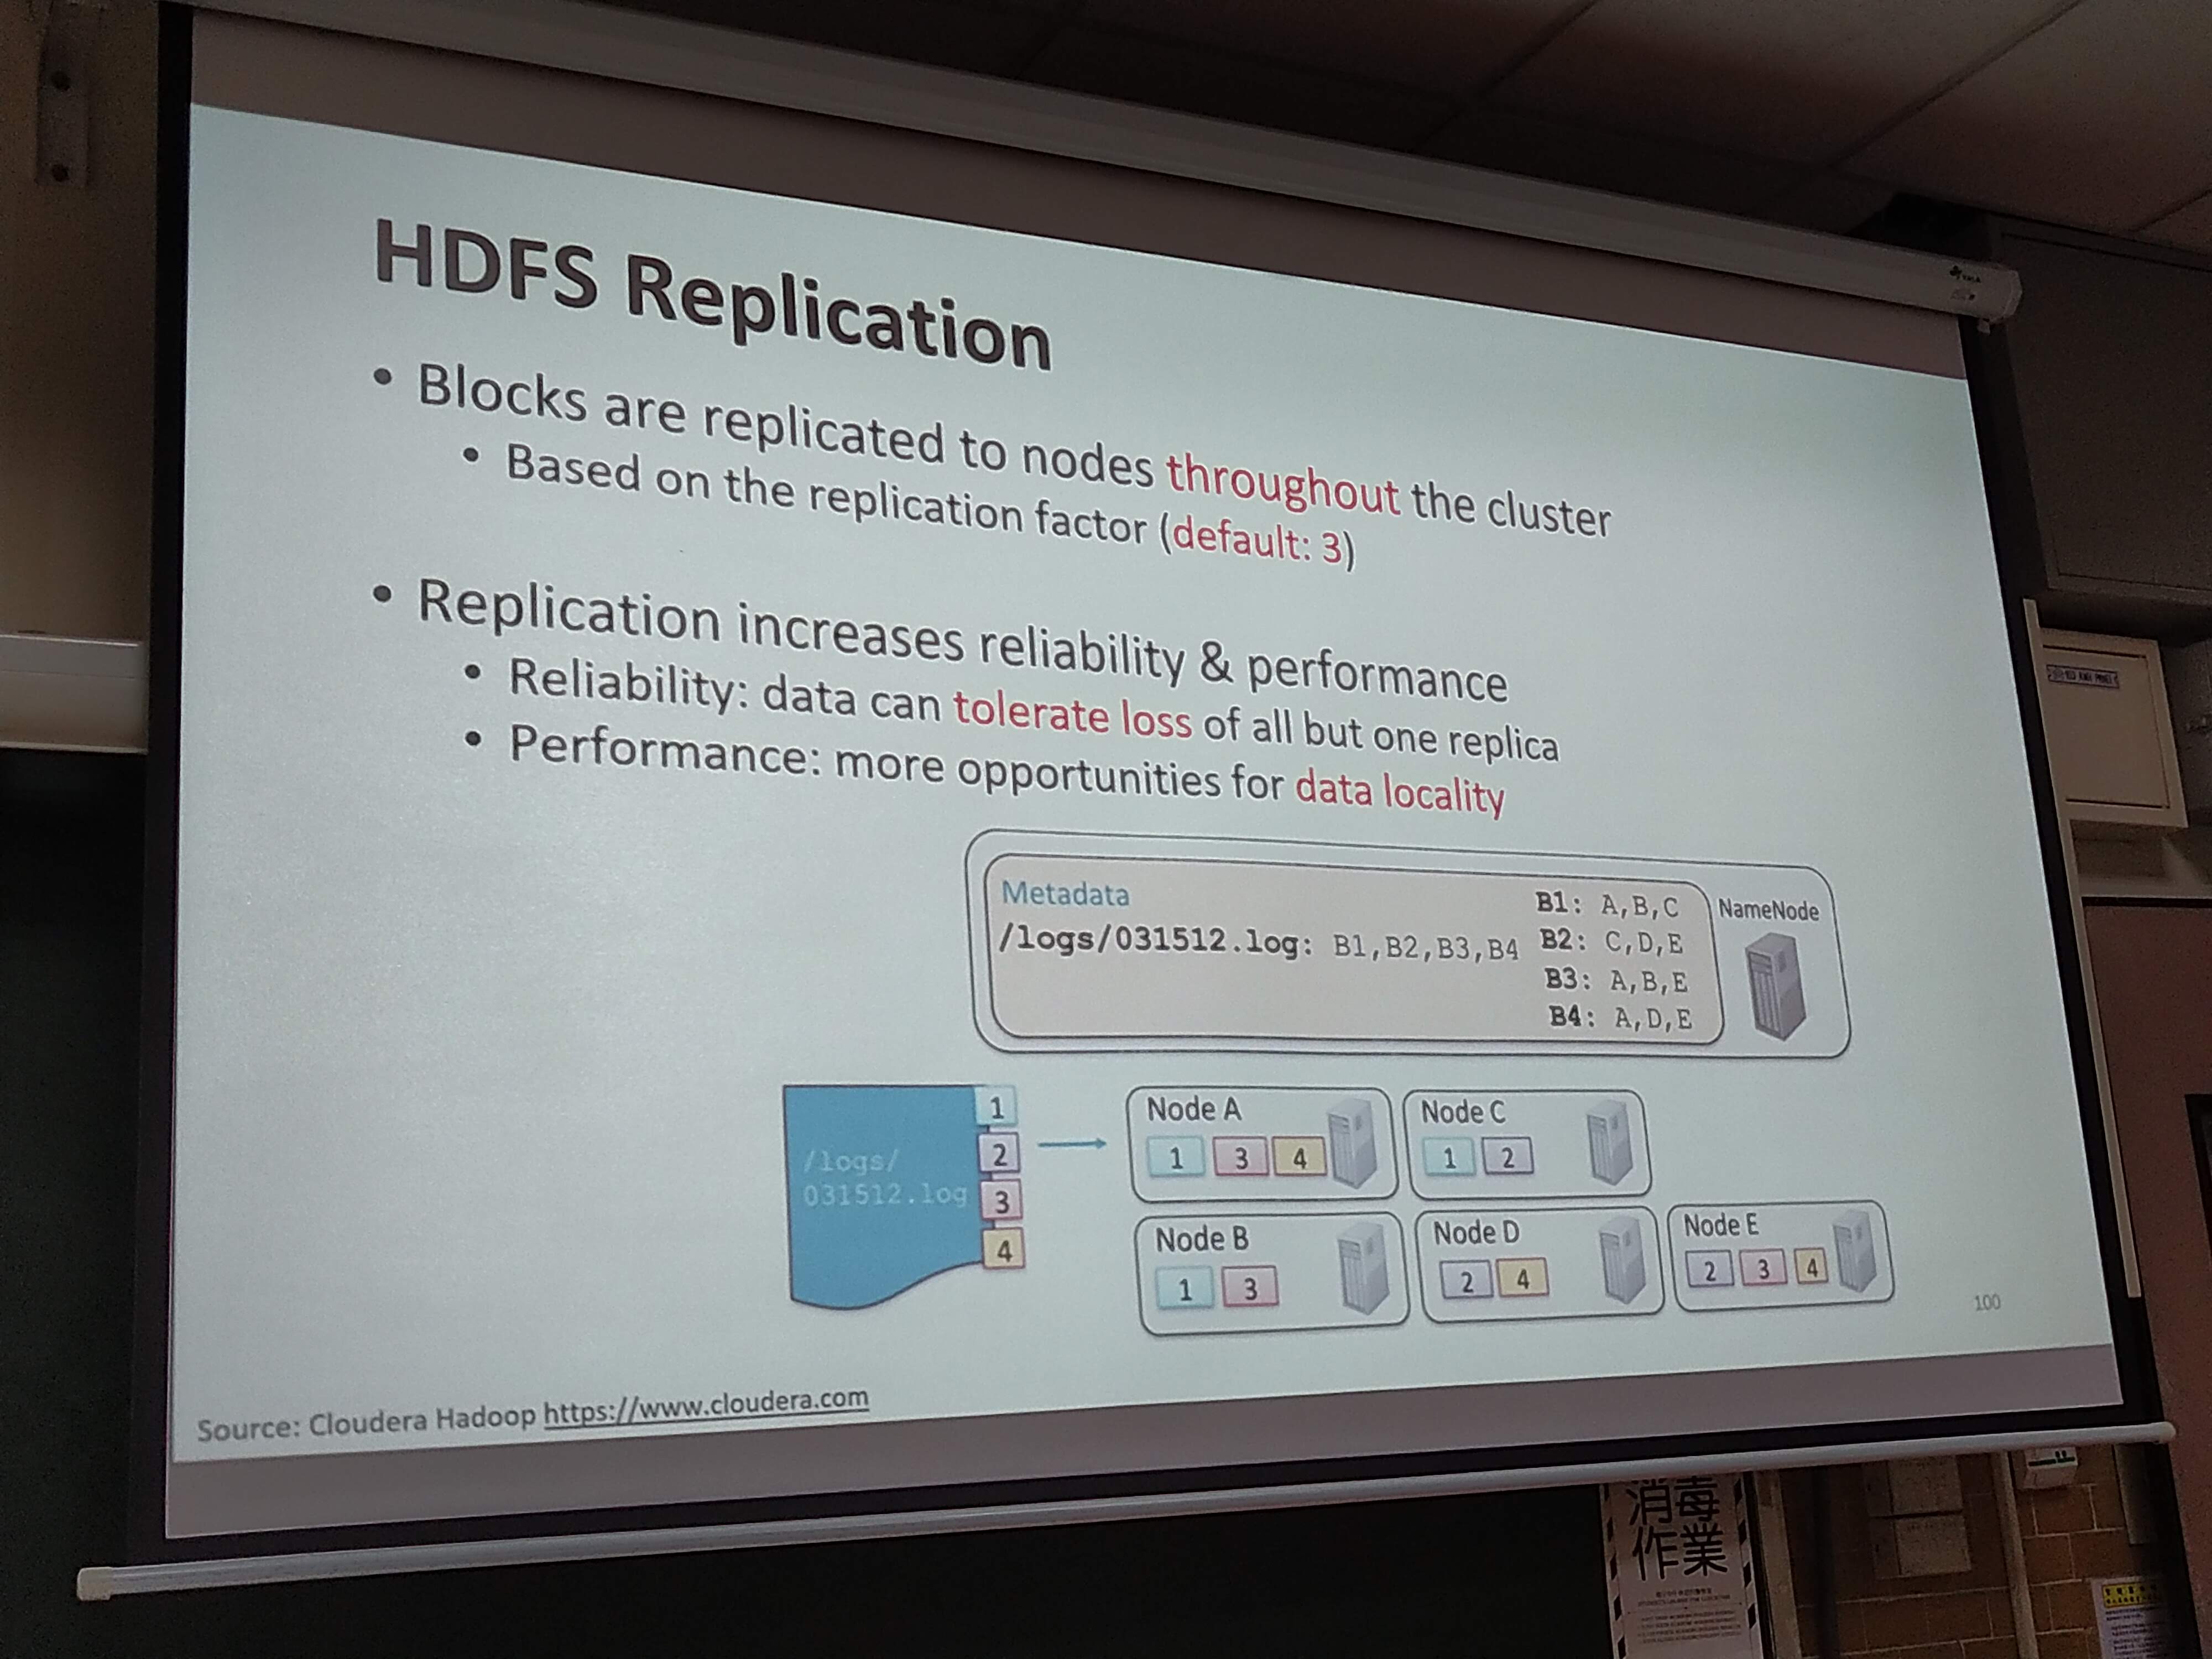 HDFS Replication
• Blocks are replicated to nodes throughout the cluster
• Based on the replication factor (default: 3)
• Replication increases reliability & performance
• Reliability: data can tolerate loss of all but one replica
• Performance: more opportunities for data locality
Metadata
/logs/031512.log: B1,B2,B3,B4
B1: A,B,C
B2: C,D,E
B3: A,B,E
B4: A,D,E
NameNode
/logs/
031512.log
1
2
3
4
Node A
1 3 4
Node C
1 2
Node B
1 3
Node D
2 4
Node E
2 3 4
100
Source: Cloudera Hadoop https://www.cloudera.com
消毒
作業